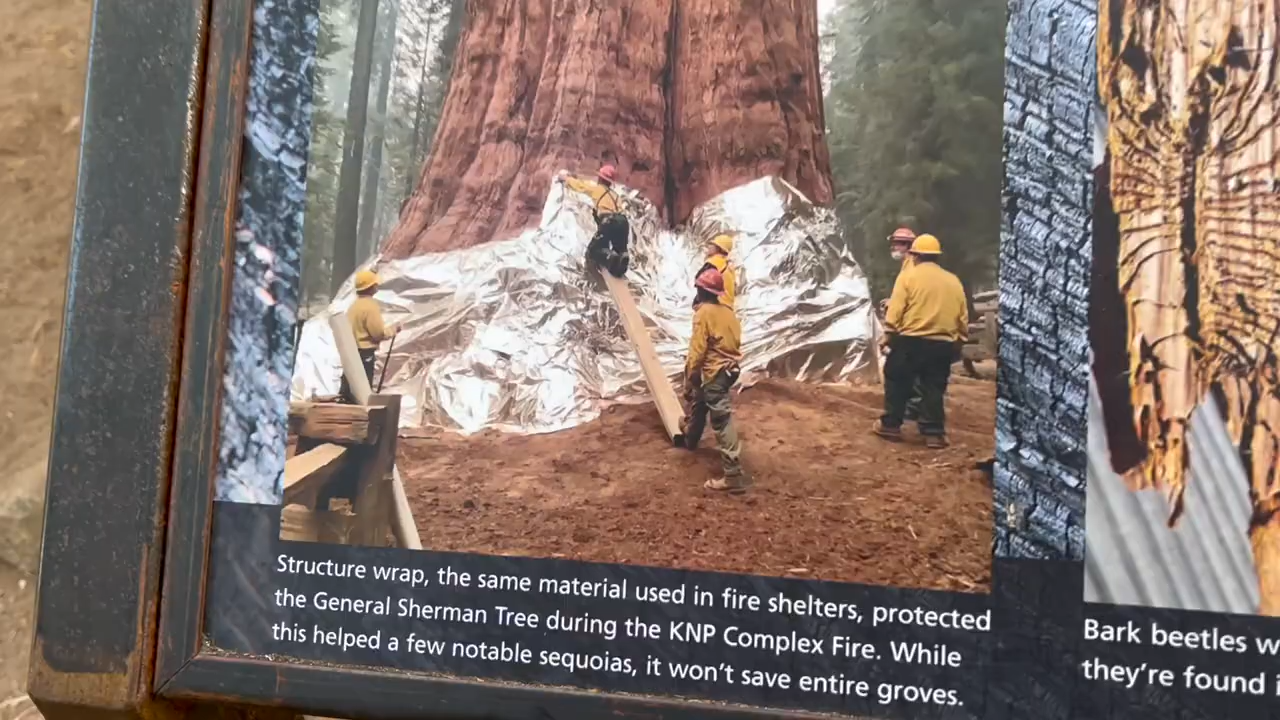 Structure wrap, the same material used in fire shelters, protected
the General Sherman Tree during the KNP Complex Fire. While
this helped a few notable sequoias, it won't save entire groves.
Bark beetles
they're found